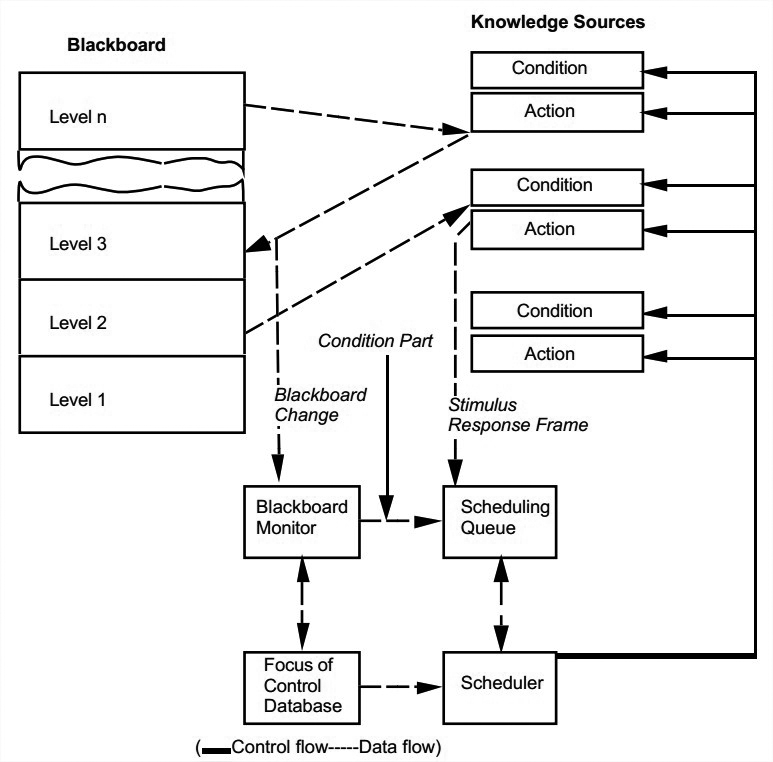 Knowledge Sources
Blackboard
Condition
Level n
Action
Condition
Level 3
Action
Condition
Level 2
Condition Part
Action
Level 1
Blackboard
Change
Stimulus
Response Frame
Blackboard
Monitor
Scheduling
Queue
Focus of
Control
Database
Scheduler
(Control flow-----Data flow)